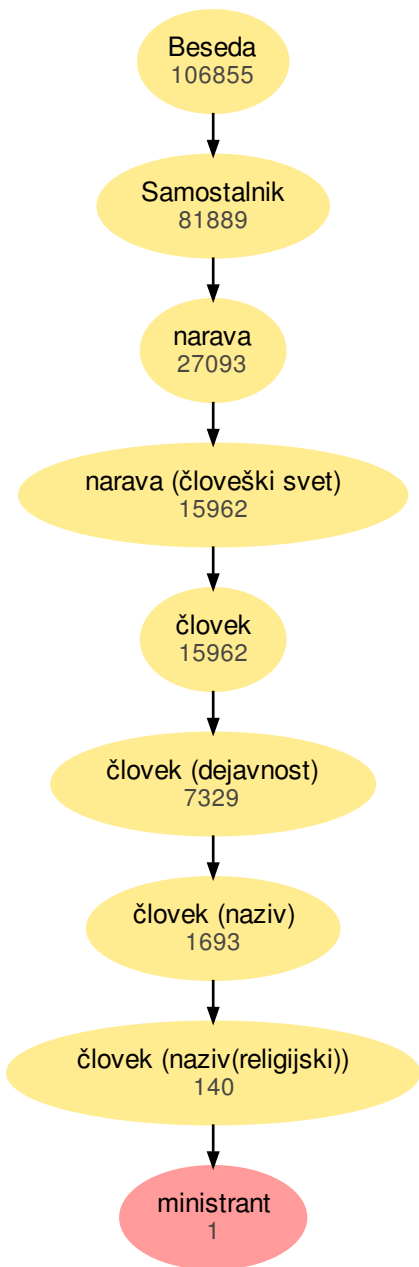 Beseda
106855
Samostalnik
81889
narava
27093
narava (človeški svet)
15962
človek
15962
človek (dejavnost)
7329
človek (naziv)
1693
človek (naziv(religijski))
140
ministrant
1